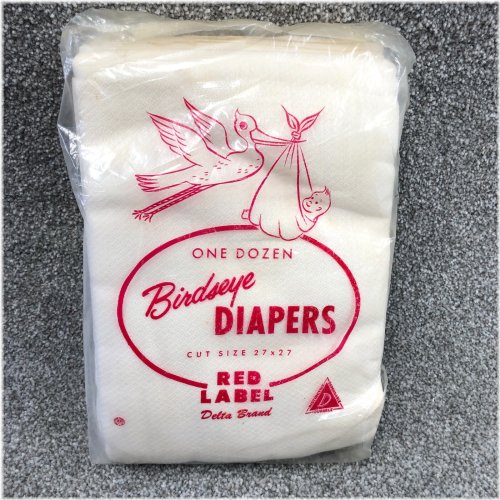 ONE DOZEN
Birdseye
DIAPERS
CUT SIZE 27x27
RED
LABEL
Delta Brand
D